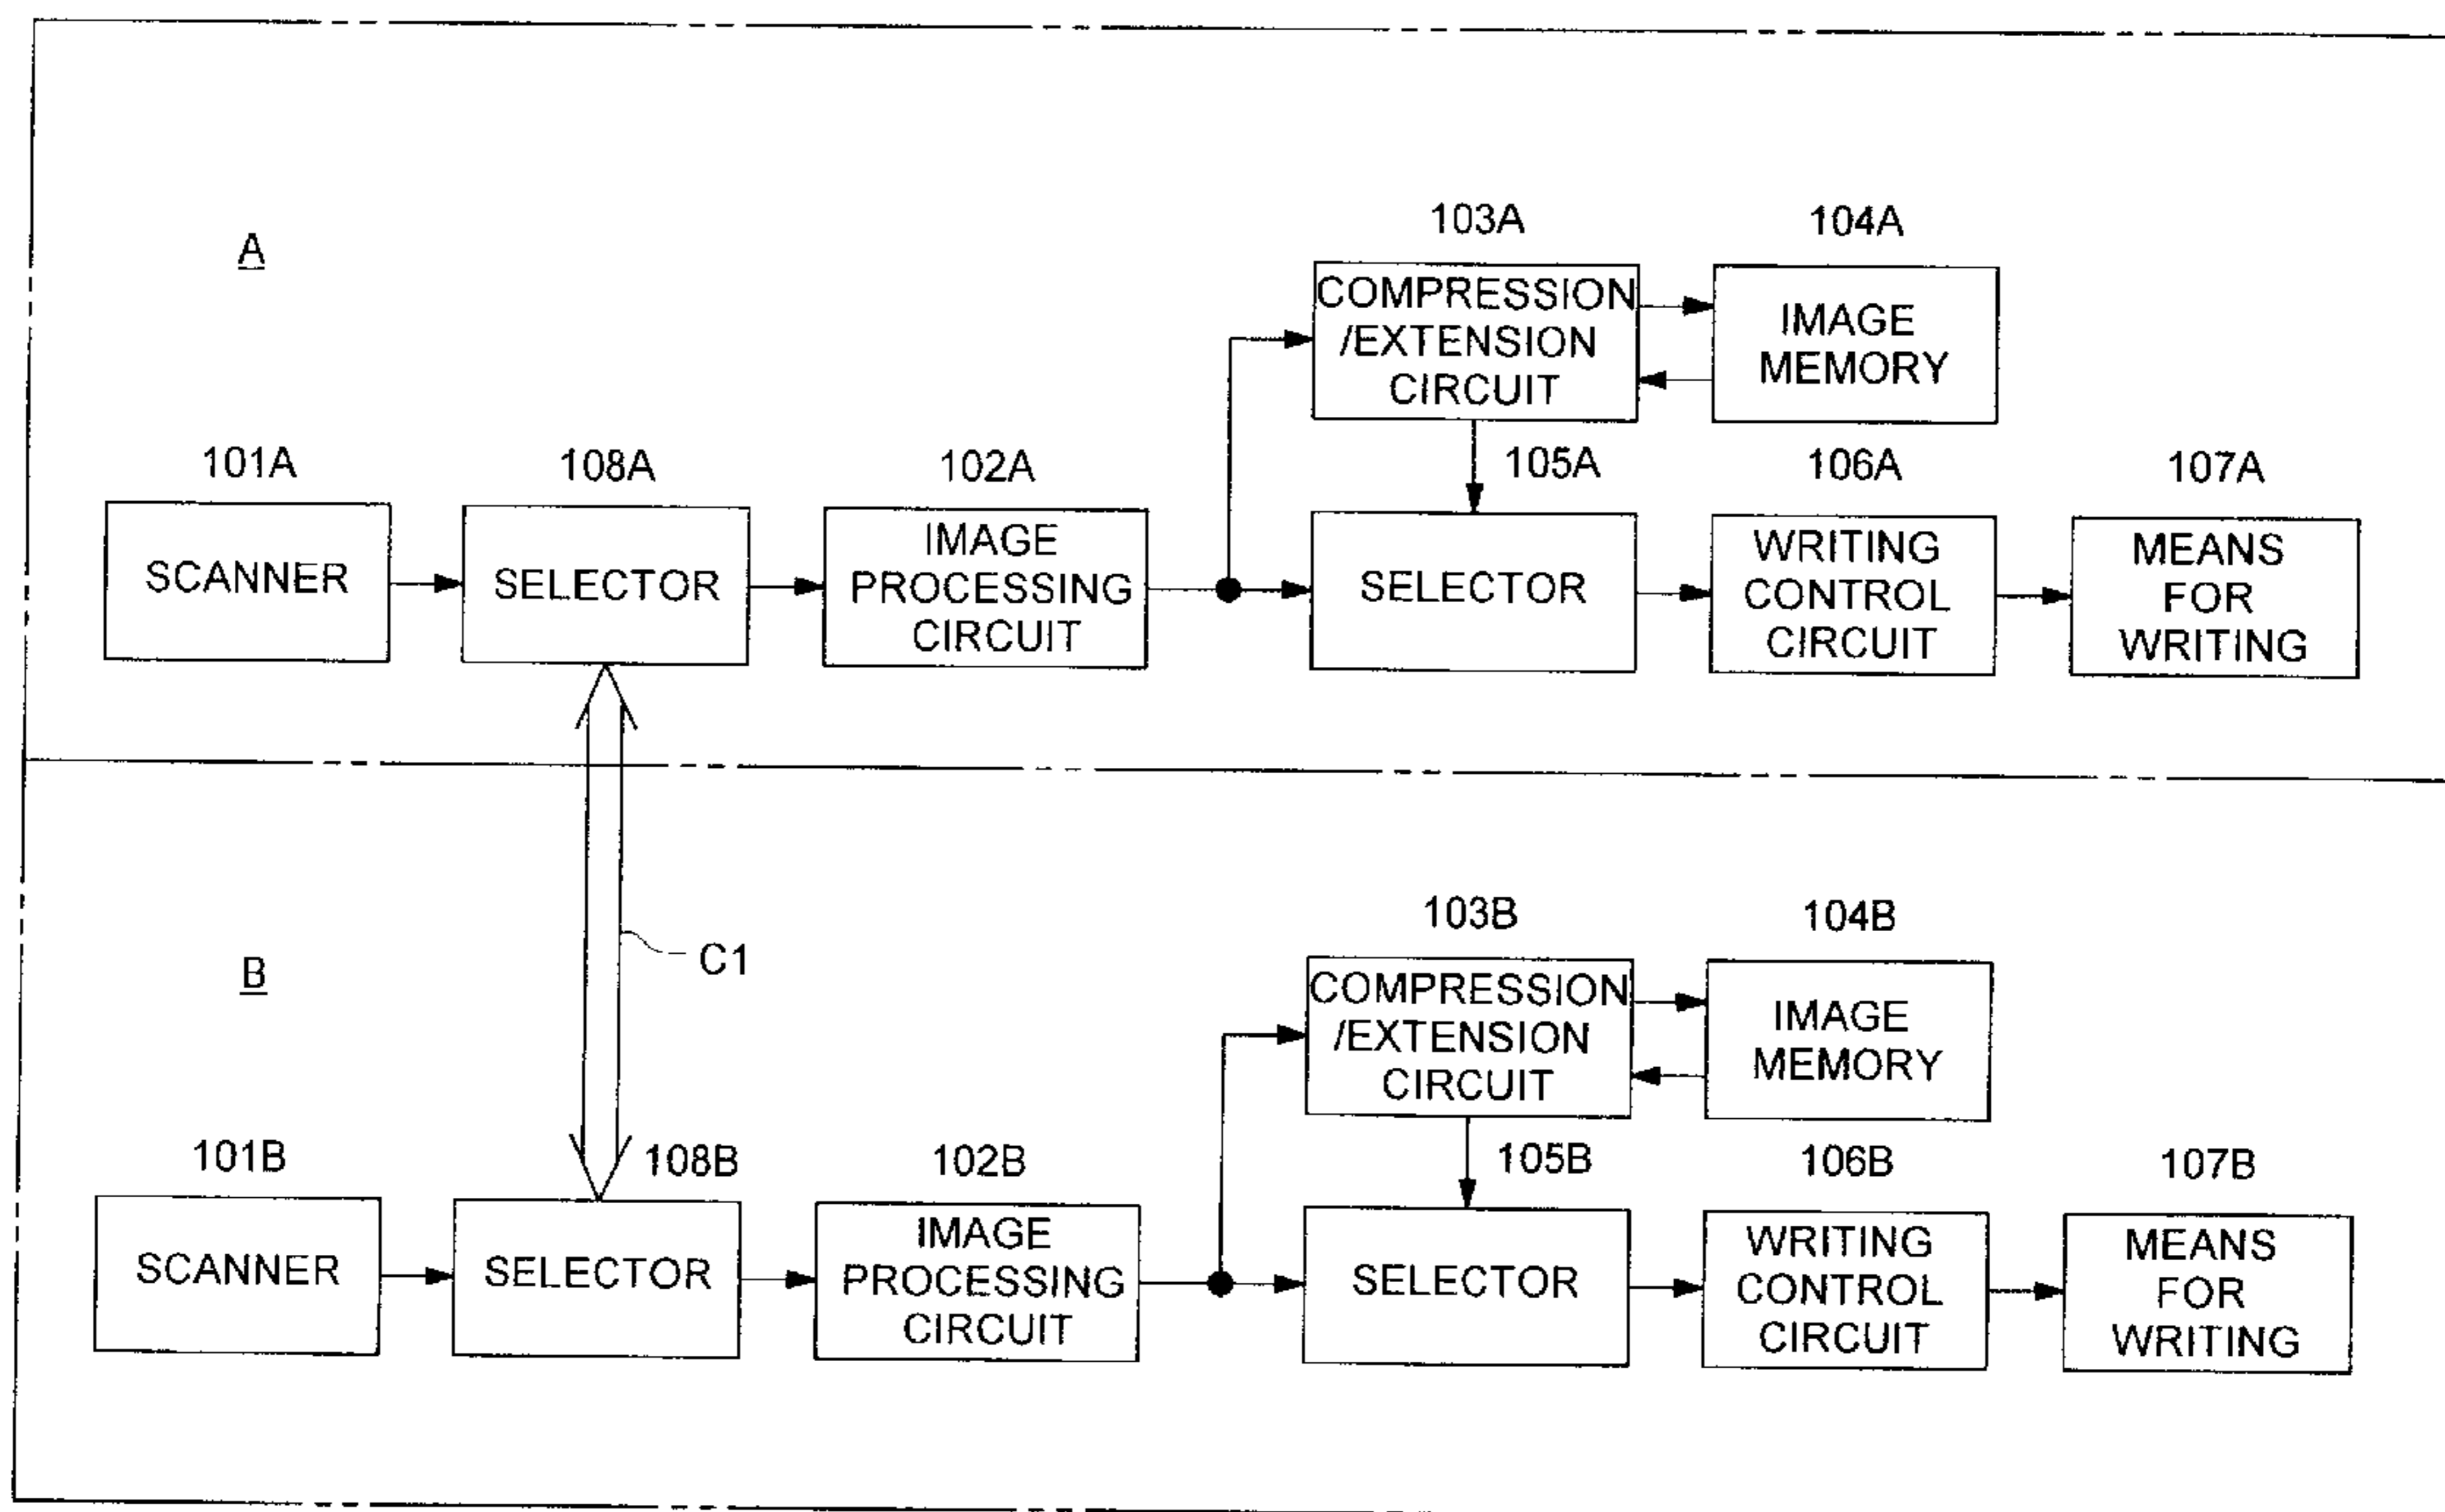 103A
104A
A
COMPRESSION
/EXTENSION
CIRCUIT
IMAGE
MEMORY
101A
108A
102A
105A
106A
107A
SCANNER
SELECTOR
IMAGE
PROCESSING
CIRCUIT
SELECTOR
WRITING
CONTROL
CIRCUIT
MEANS
FOR
WRITING
C1
103B
104B
B
COMPRESSION
/EXTENSION
CIRCUIT
IMAGE
MEMORY
101B
108B
102B
105B
106B
107B
SCANNER
SELECTOR
IMAGE
PROCESSING
CIRCUIT
SELECTOR
WRITING
CONTROL
CIRCUIT
MEANS
FOR
WRITING